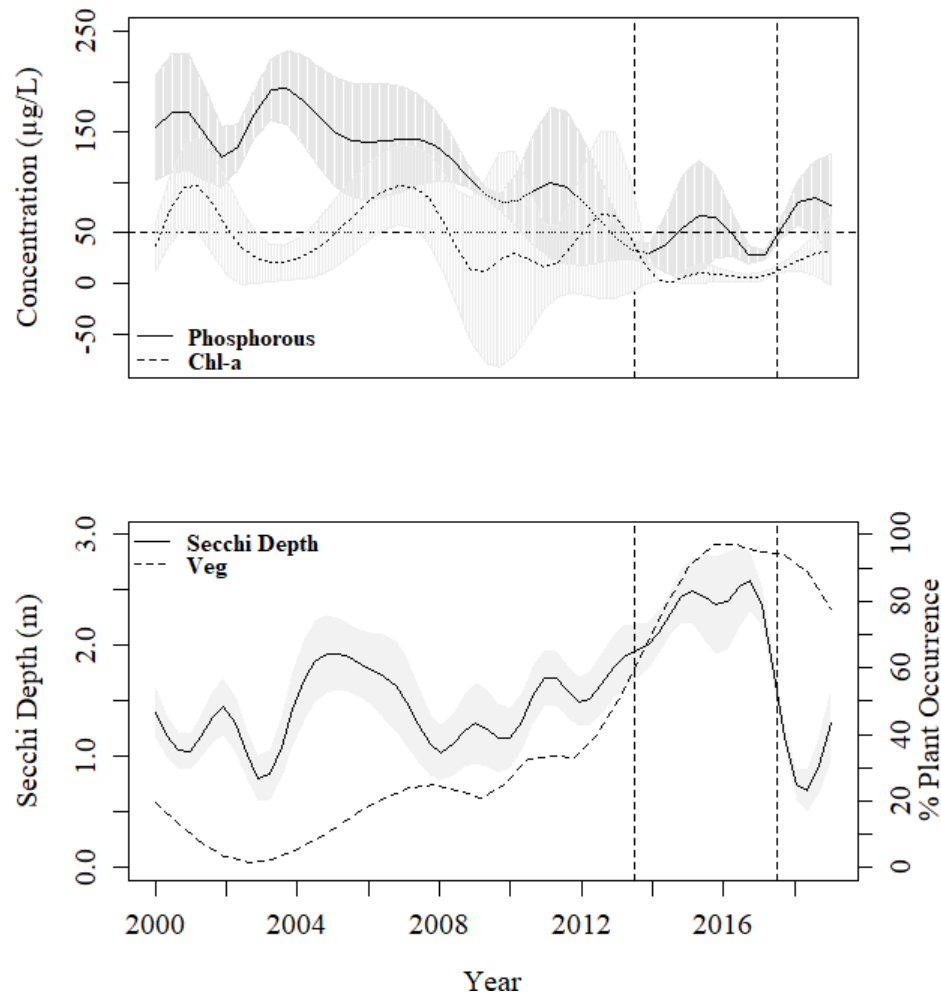 Concentration (µg/L)
250
150
50
0
-50
Phosphorous
Chl-a
Secchi Depth (m)
3.0
2.0
1.0
0.0
Secchi Depth
Veg
100
80
60
40
20
0
% Plant Occurrence
2000 2004 2008 2012 2016
Year